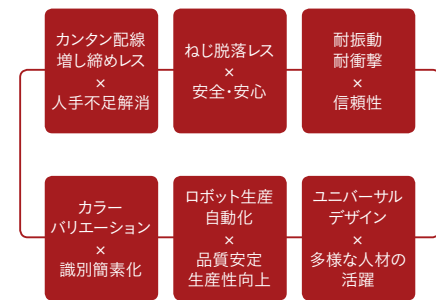 カンタン配線
増し締めレス
×
人手不足解消
ねじ脱落レス
×
安全・安心
耐振動
耐衝撃
×
信頼性
カラー
バリエーション
×
識別簡素化
ロボット生産
自動化
×
品質安定
生産性向上
ユニバーサル
デザイン
×
多様な人材の
活躍